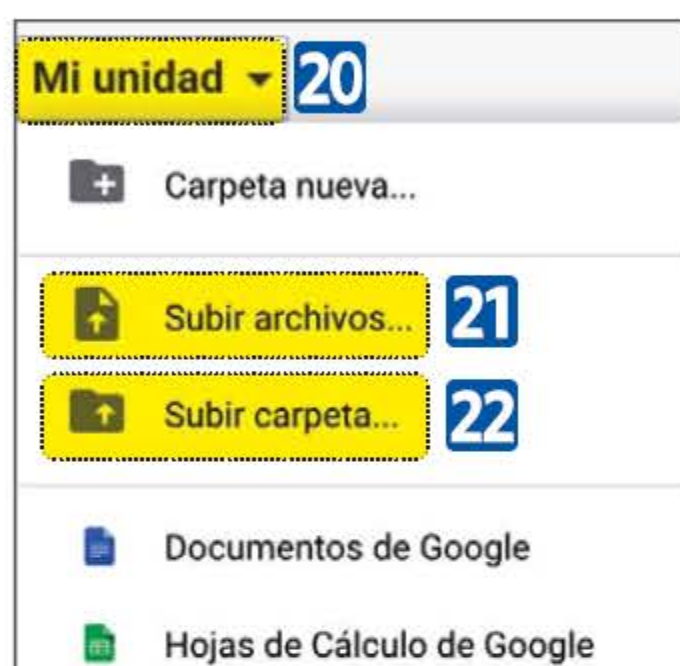 Mi unidad 20
Carpeta nueva...
Subir archivos... 21
Subir carpeta... 22
Documentos de Google
Hojas de Cálculo de Google